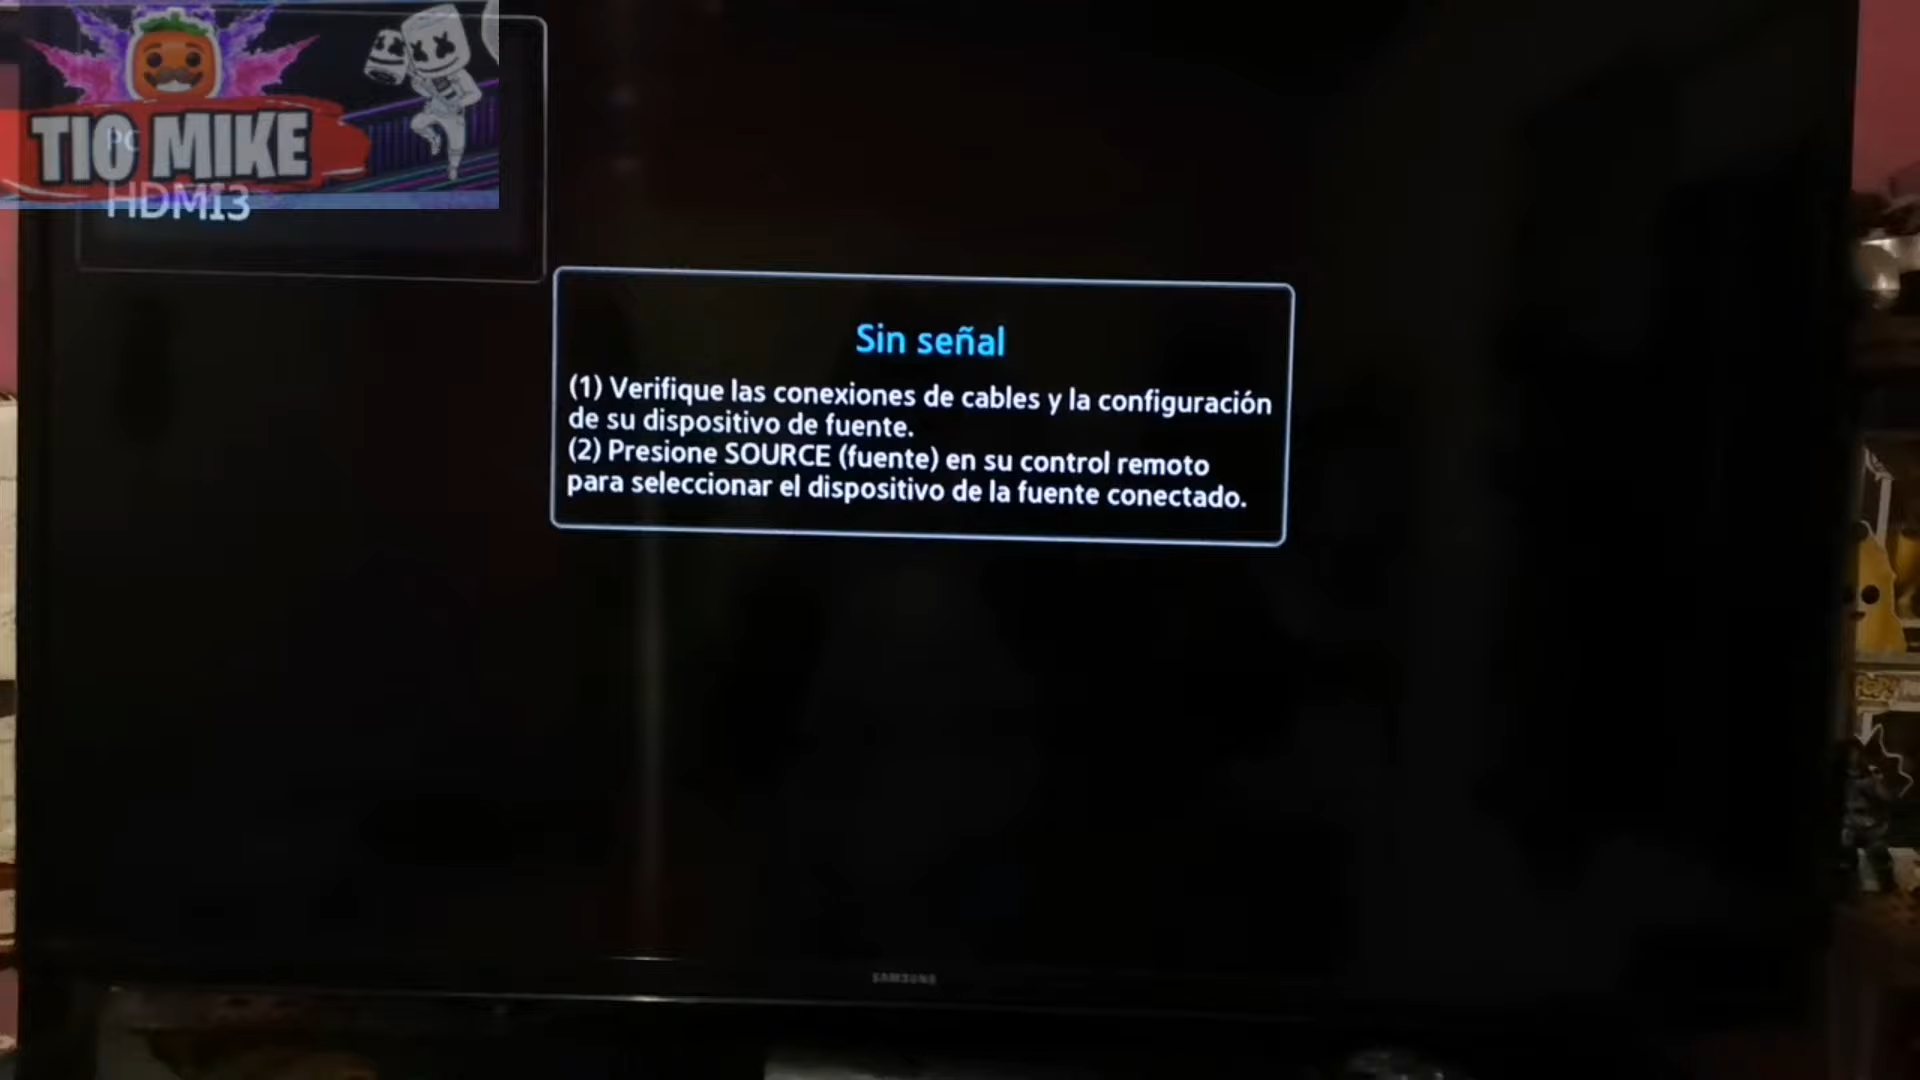 TIO MIKE
PC
HDMI3
Sin señal
(1) Verifique las conexiones de cables y la configuración
de su dispositivo de fuente.
(2) Presione SOURCE (fuente) en su control remoto
para seleccionar el dispositivo de la fuente conectado.
SAMSUNG